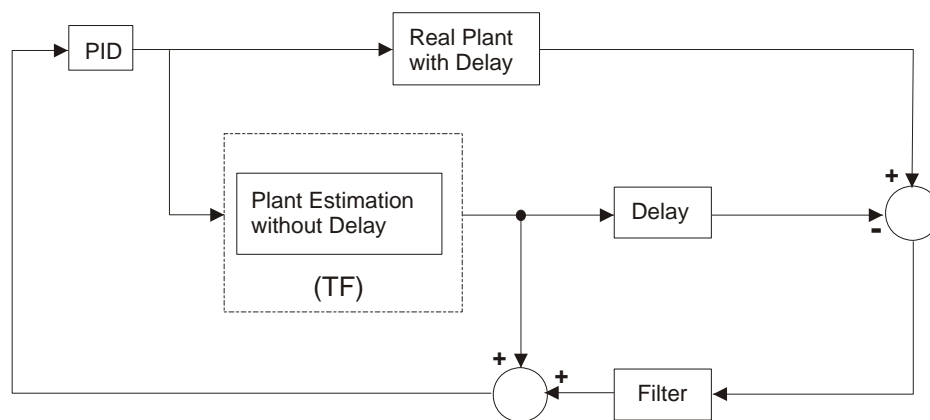 PID
Real Plant
with Delay
Plant Estimation
without Delay
(TF)
Delay
+
-
+
+
Filter